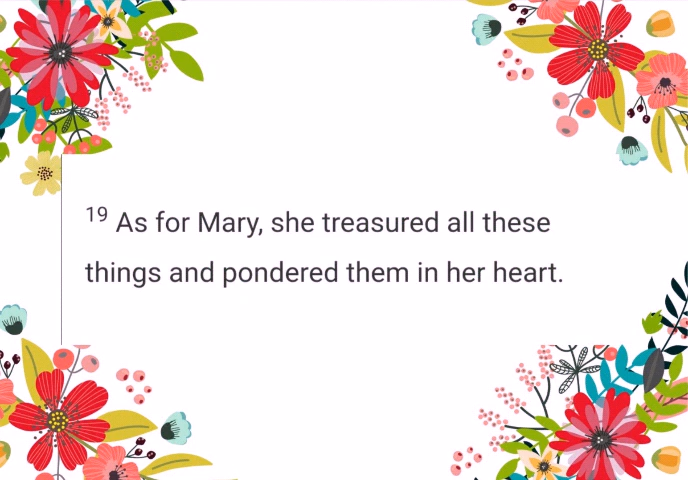 19 As for Mary, she treasured all these
things and pondered them in her heart.